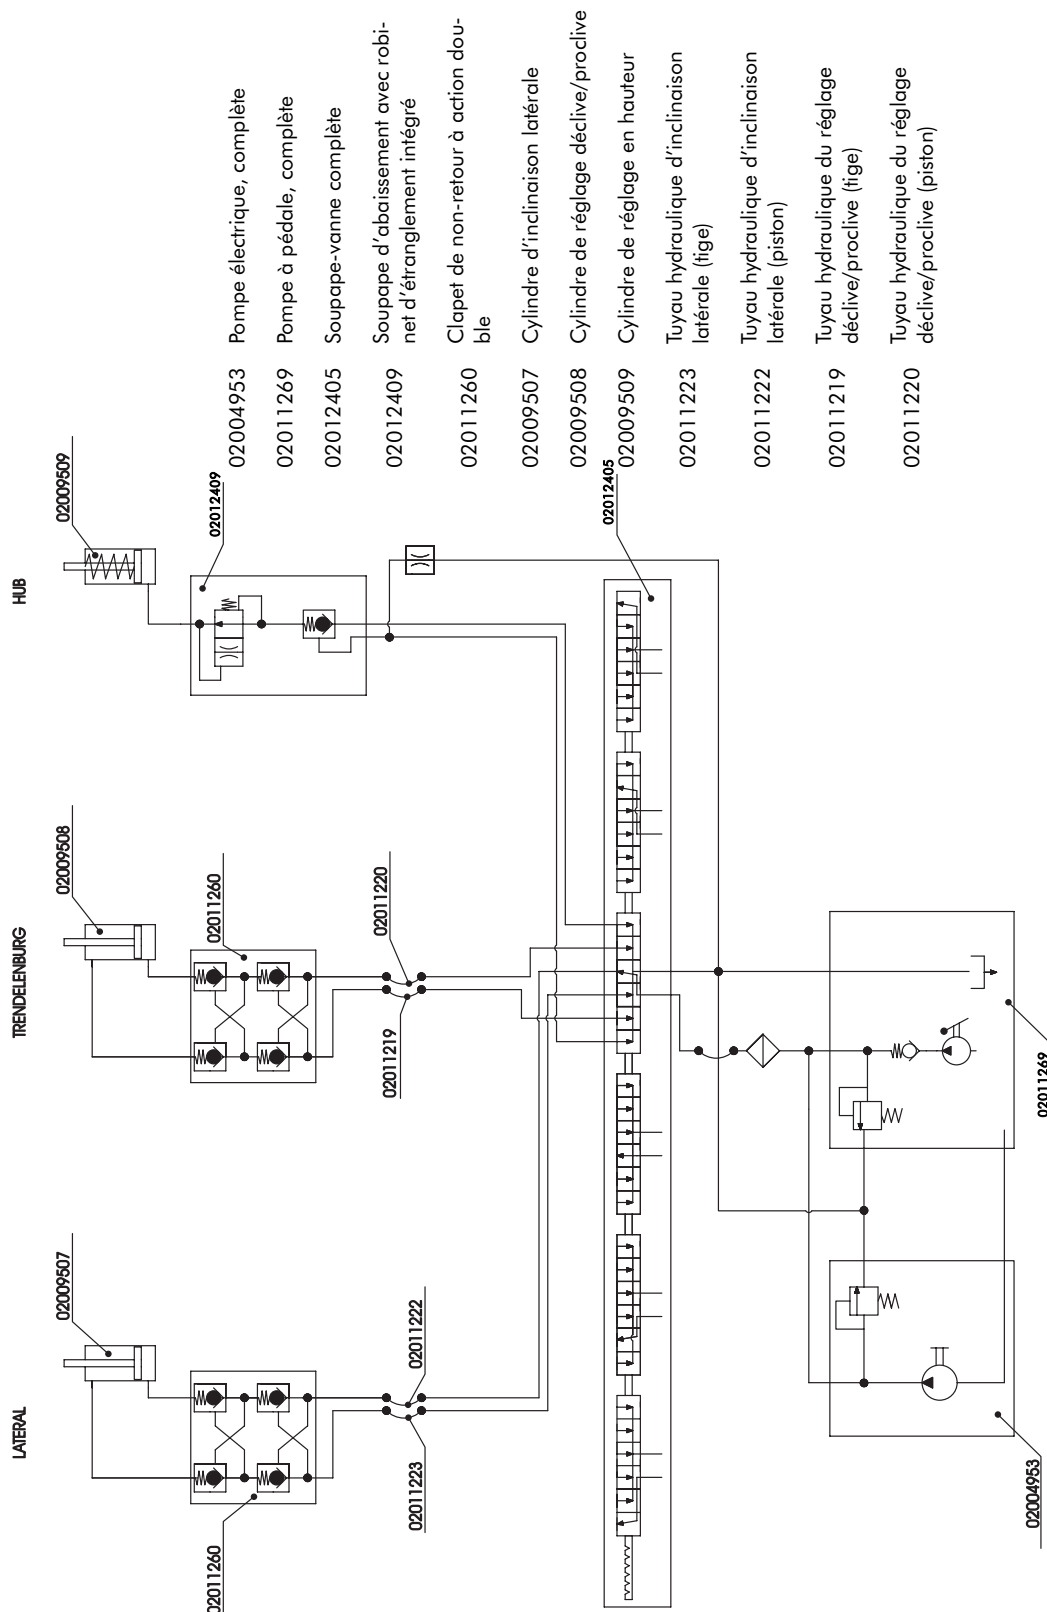 LATERAL
TRENDELENBURG
HUB
02009507
02009508
02009509
02011260
02011260
02012409
02011222
02011223
02011220
02011219
02012405
02004953
02011269
02004953 Pompe électrique, complète
02011269 Pompe à pédale, complète
02012405 Soupape-vanne complète
02012409 Soupape d'abaissement avec robi-
net d'étranglement intégré
02011260 Clapet de non-retour à action dou-
ble
02009507 Cylindre d'inclinaison latérale
02009508 Cylindre de réglage déclive/proclive
02009509 Cylindre de réglage en hauteur
02011223 Tuyau hydraulique d'inclinaison
latérale (tige)
02011222 Tuyau hydraulique d'inclinaison
latérale (piston)
02011219 Tuyau hydraulique du réglage
déclive/proclive (tige)
02011220 Tuyau hydraulique du réglage
déclive/proclive (piston)